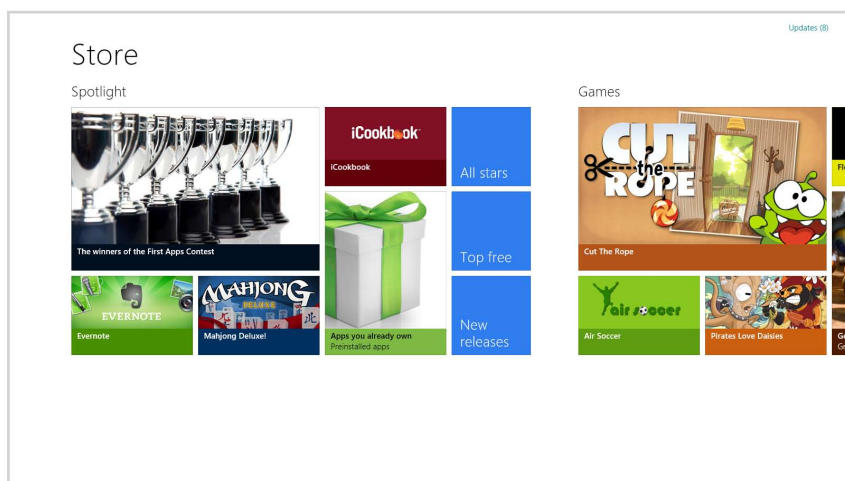 Updates (8)
Store
Spotlight
Games
iCookbook
iCookbook
All stars
CUT
the
ROPE
The winners of the First Apps Contest
Top free
Cut The Rope
EVERNOTE
Evernote
MAHJONG
DELUXE
Mahjong Deluxe!
Apps you already own
Preinstalled apps
New
releases
air soccer
Air Soccer
Pirates Love Daisies